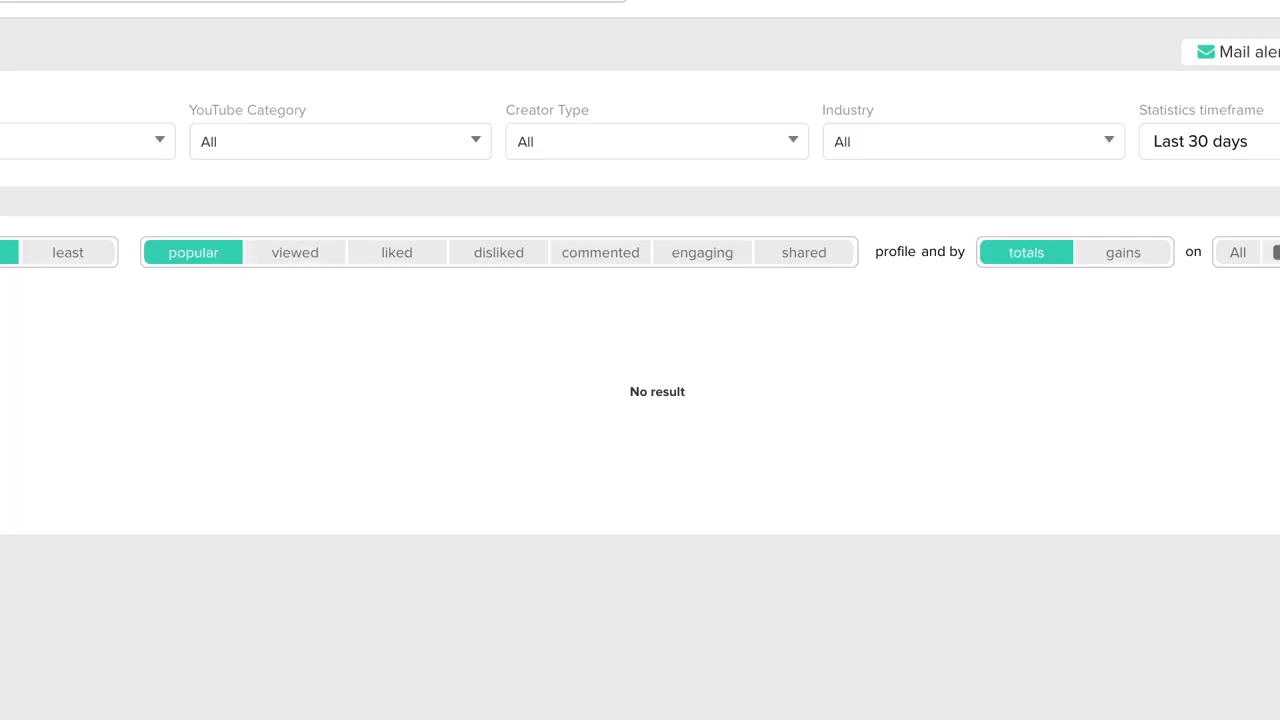 Mail aler
YouTube Category Creator Type Industry Statistics timeframe
All All All Last 30 days
least popular viewed liked disliked commented engaging shared profile and by totals gains on All
No result